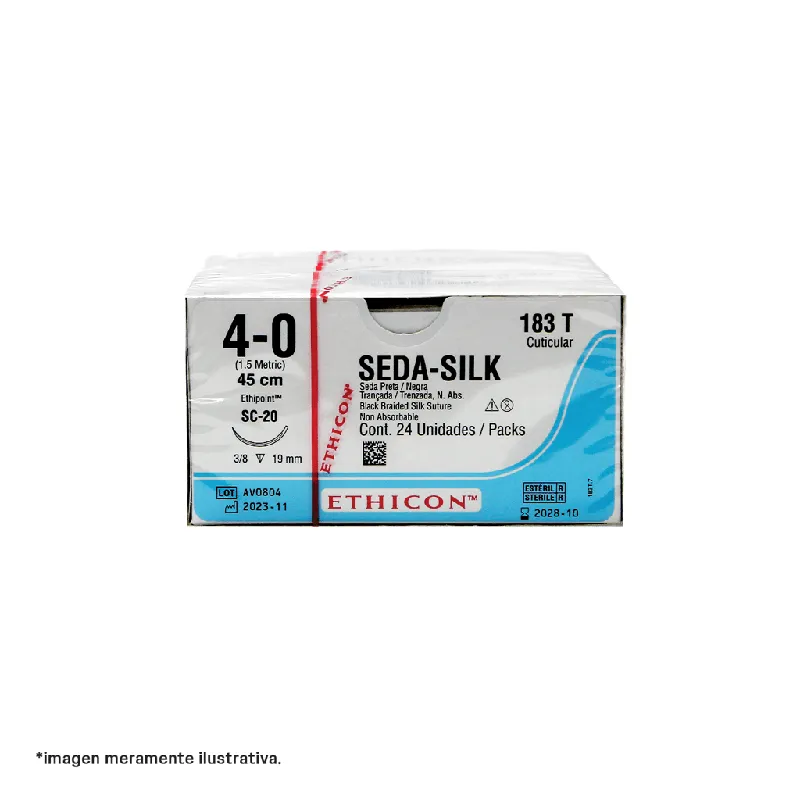 4-0
(1.5 Metric)
45 cm
Ethipoint™
SC-20
3/8 ▽ 19 mm
LOT AV0804
2023-11
ETHICON
183 T
Cuticular
SEDA-SILK
Seda Preta / Negra
Trançada / Trenzada, N. Abs.
Black Braided Silk Suture
Non Absorbable
Cont. 24 Unidades / Packs
ETHICON™
ESTÉRIL R
STERILE R
2028-10
*imagen meramente ilustrativa.